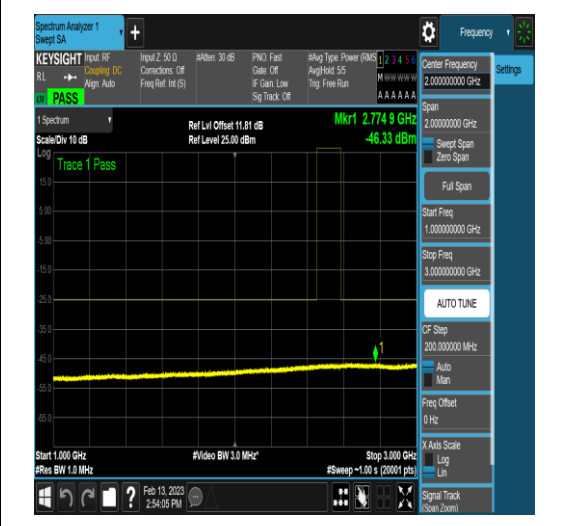 Spectrum Analyzer 1
Swept SA
+
Frequency
KEYSIGHT
Input: RF
Coupling: DC
Align: Auto
Input Z: 50 Ω
Corrections: Off
Freq Ref: Int (S)
#Atten: 30 dB
PNO: Fast
Gate: Off
IF Gain: Low
Sig Track: Off
#Avg Type: Power (RMS
Avg|Hold: 5/5
Trig: Free Run
1 2 3 4 5 6
M w w w w w
A A A A A A
RL
PASS
1 Spectrum
Scale/Div 10 dB
Ref Lvl Offset 11.81 dB
Ref Level 25.00 dBm
Mkr1 2.774 9 GHz
-46.33 dBm
Log
Trace 1 Pass
15.0
5.00
-5.00
-15.0
-25.0
-35.0
-45.0
-55.0
-65.0
1
Start 1.000 GHz
#Res BW 1.0 MHz
#Video BW 3.0 MHz*
Stop 3.000 GHz
#Sweep ~1.00 s (20001 pts)
Feb 13, 2023
2:54:05 PM
?
Center Frequency
2.000000000 GHz
Settings
Span
2.00000000 GHz
Swept Span
Zero Span
Full Span
Start Freq
1.000000000 GHz
Stop Freq
3.000000000 GHz
AUTO TUNE
CF Step
200.000000 MHz
Auto
Man
Freq Offset
0 Hz
X Axis Scale
Log
Lin
Signal Track
(Span Zoom)